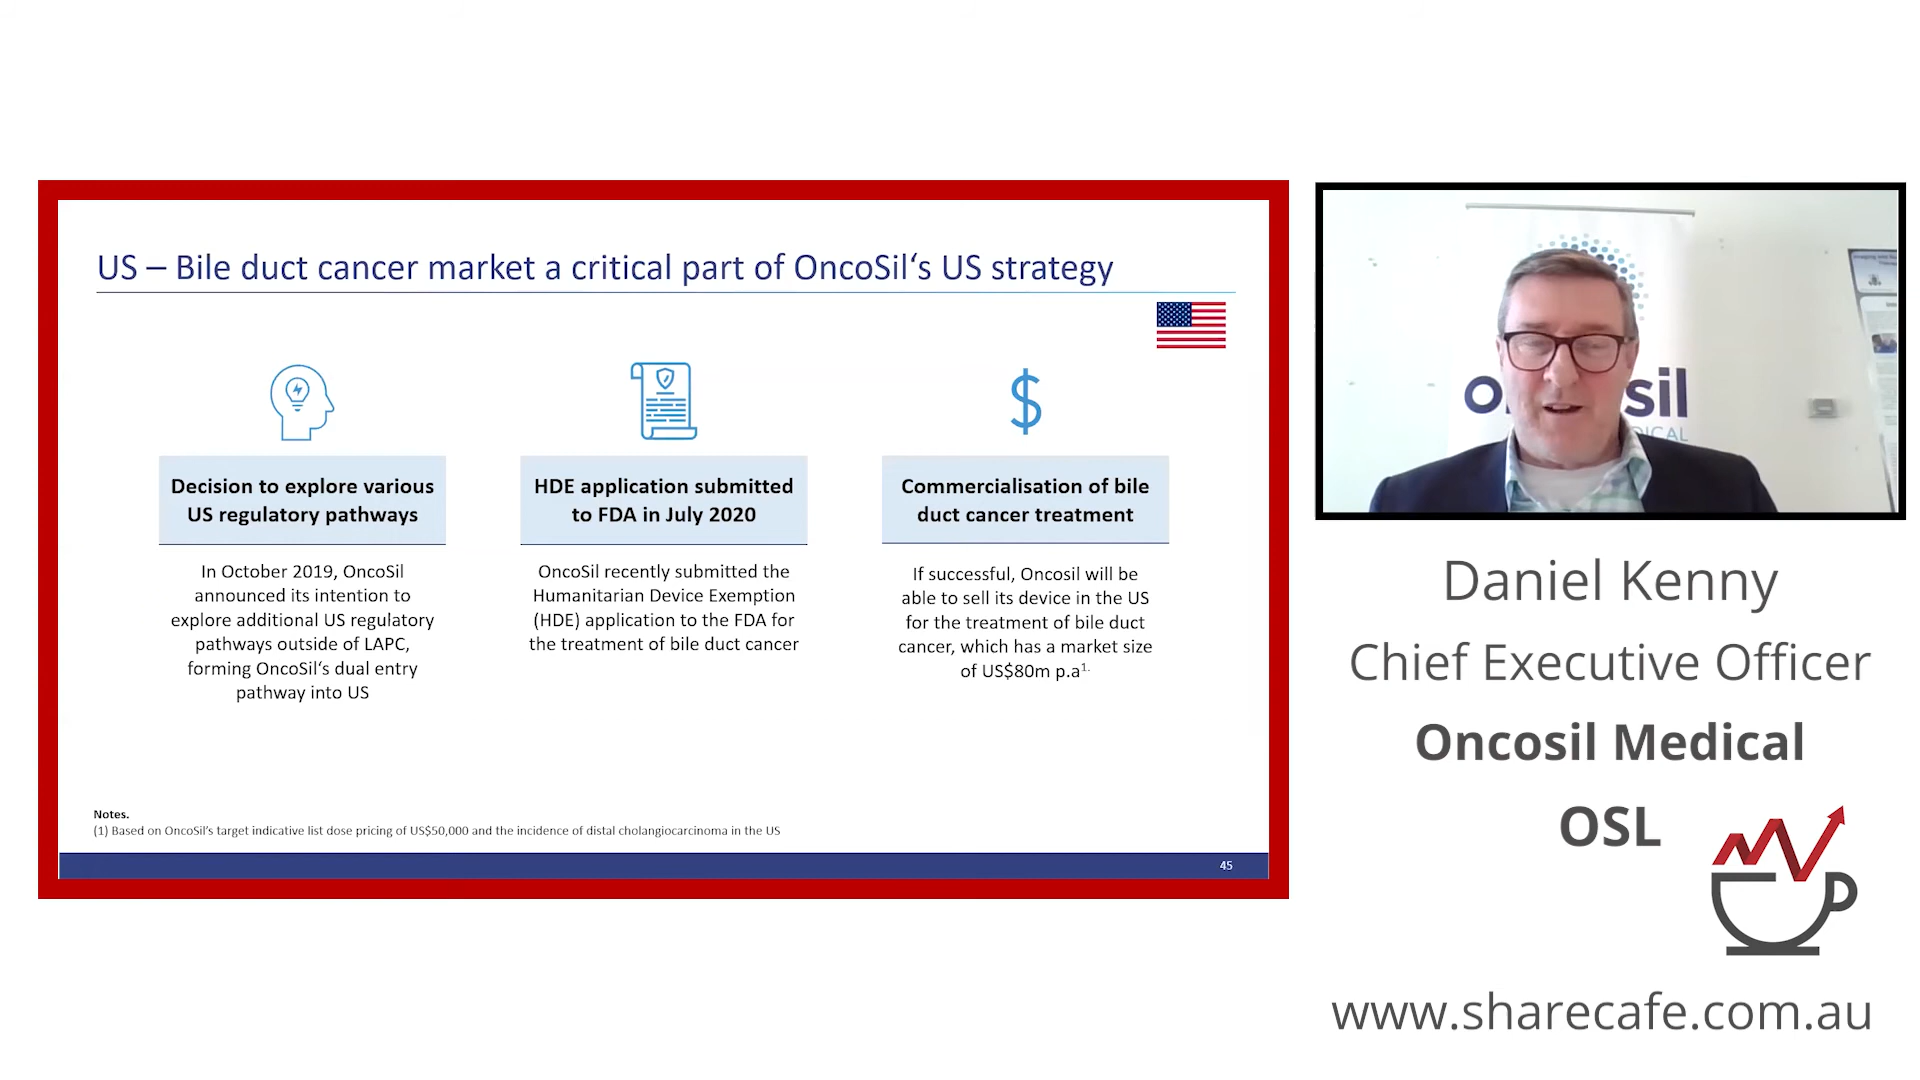 US – Bile duct cancer market a critical part of OncoSil‘s US strategy
Decision to explore various
US regulatory pathways
In October 2019, OncoSil
announced its intention to
explore additional US regulatory
pathways outside of LAPC,
forming OncoSil‘s dual entry
pathway into US
HDE application submitted
to FDA in July 2020
OncoSil recently submitted the
Humanitarian Device Exemption
(HDE) application to the FDA for
the treatment of bile duct cancer
Commercialisation of bile
duct cancer treatment
If successful, Oncosil will be
able to sell its device in the US
for the treatment of bile duct
cancer, which has a market size
of US$80m p.a1.
Notes.
(1) Based on OncoSil’s target indicative list dose pricing of US$50,000 and the incidence of distal cholangiocarcinoma in the US
45
Daniel Kenny
Chief Executive Officer
Oncosil Medical
OSL
www.sharecafe.com.au